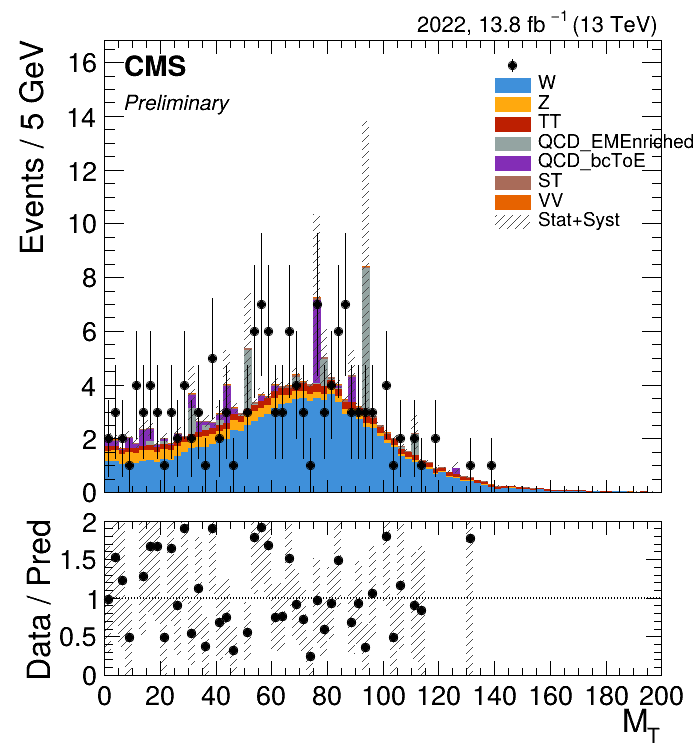 2022, 13.8 fb⁻¹ (13 TeV)
CMS
Preliminary
W
Z
TT
QCD_EMEnriched
QCD_bcToE
ST
VV
Stat+Syst
Events / 5 GeV
16
14
12
10
8
6
4
2
0
Data / Pred
2
1.5
1
0.5
0
0 20 40 60 80 100 120 140 160 180 200
M_T